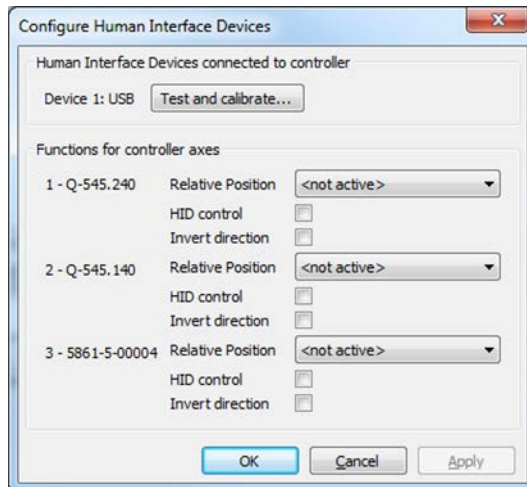 Configure Human Interface Devices
Human Interface Devices connected to controller
Device 1: USB Test and calibrate...
Functions for controller axes
1 - Q-545.240 Relative Position <not active>
HID control
Invert direction
2 - Q-545.140 Relative Position <not active>
HID control
Invert direction
3 - 5861-5-00004 Relative Position <not active>
HID control
Invert direction
OK Cancel Apply